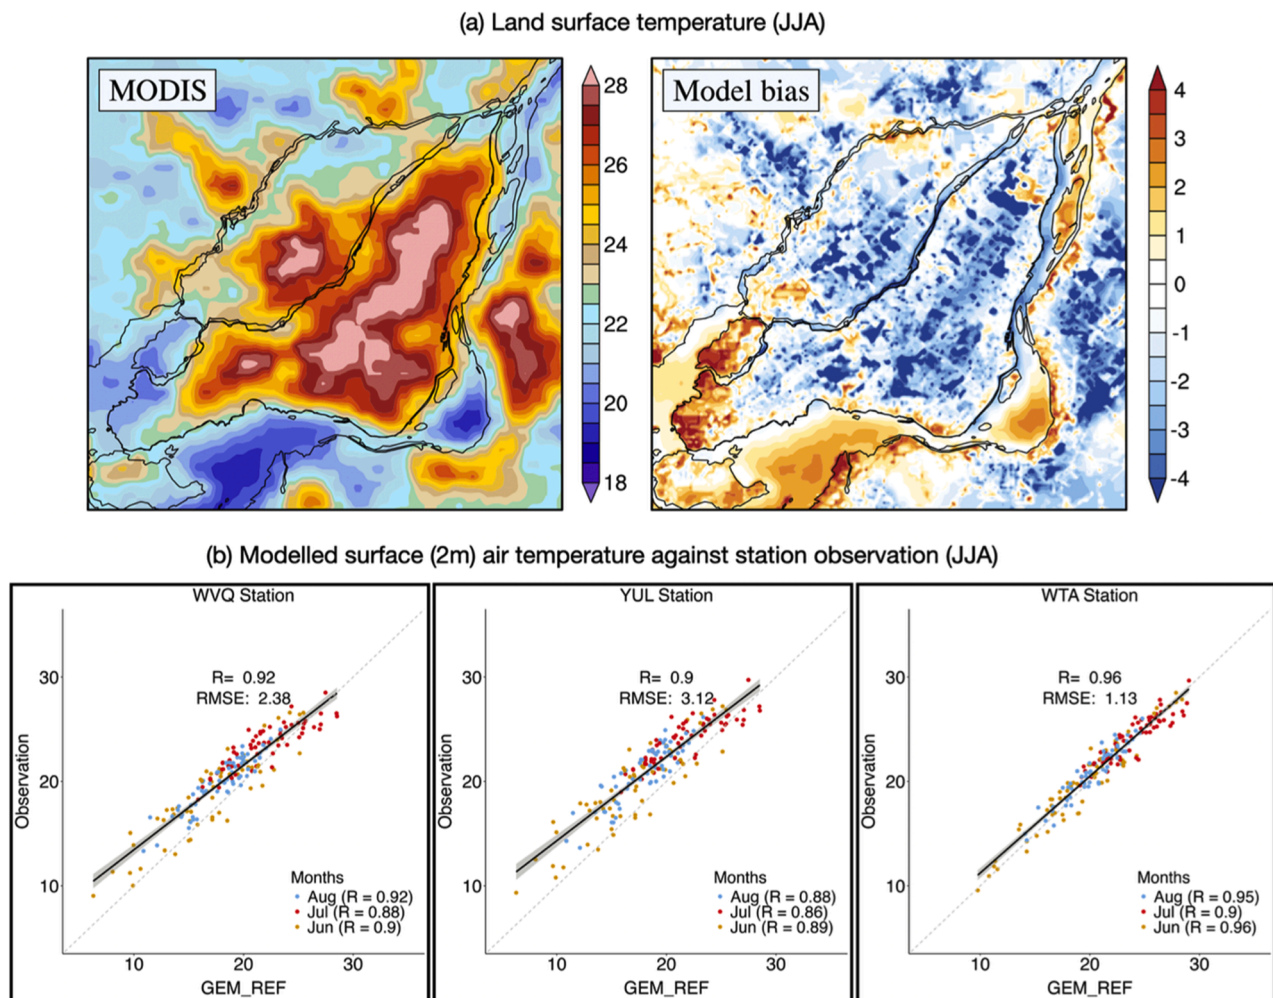 (a) Land surface temperature (JJA)
MODIS
28
26
24
22
20
18
Model bias
4
3
2
1
0
-1
-2
-3
-4
(b) Modelled surface (2m) air temperature against station observation (JJA)
WVQ Station
R= 0.92
RMSE: 2.38
30
20
10
Observation
Months
Aug (R = 0.92)
Jul (R = 0.88)
Jun (R = 0.9)
10 20 30
GEM_REF
YUL Station
R= 0.9
RMSE: 3.12
30
20
10
Observation
Months
Aug (R = 0.88)
Jul (R = 0.86)
Jun (R = 0.89)
10 20 30
GEM_REF
WTA Station
R= 0.96
RMSE: 1.13
30
20
10
Observation
Months
Aug (R = 0.95)
Jul (R = 0.9)
Jun (R = 0.96)
10 20 30
GEM_REF